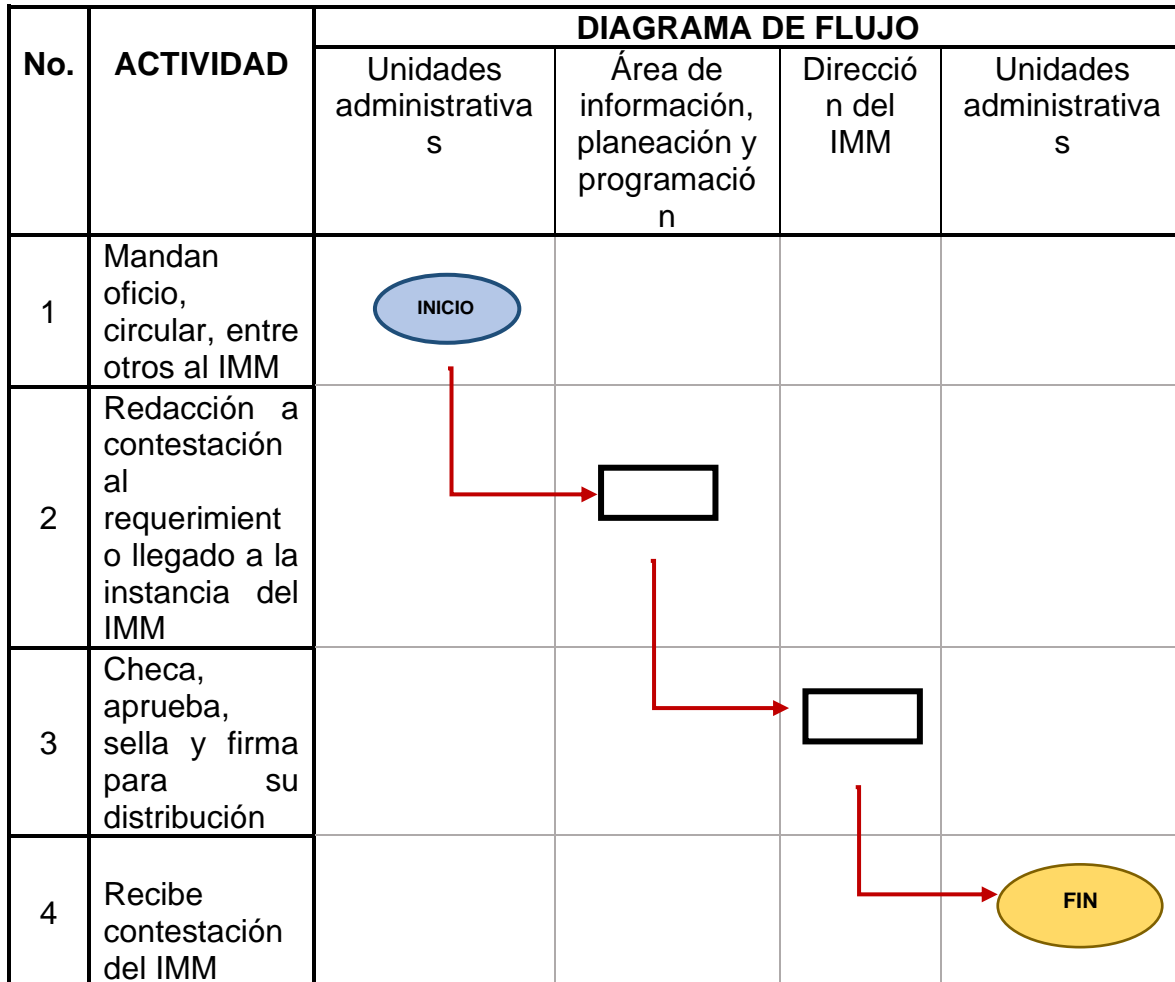 DIAGRAMA DE FLUJO
No.
ACTIVIDAD
Unidades
administrativa
s
Área de
información,
planeación y
programació
n
Direcció
n del
IMM
Unidades
administrativa
s
1
Mandan
oficio,
circular, entre
otros al IMM
INICIO
2
Redacción a
contestación
al
requerimient
o llegado a la
instancia del
IMM
3
Checa,
aprueba,
sella y firma
para su
distribución
4
Recibe
contestación
del IMM
FIN